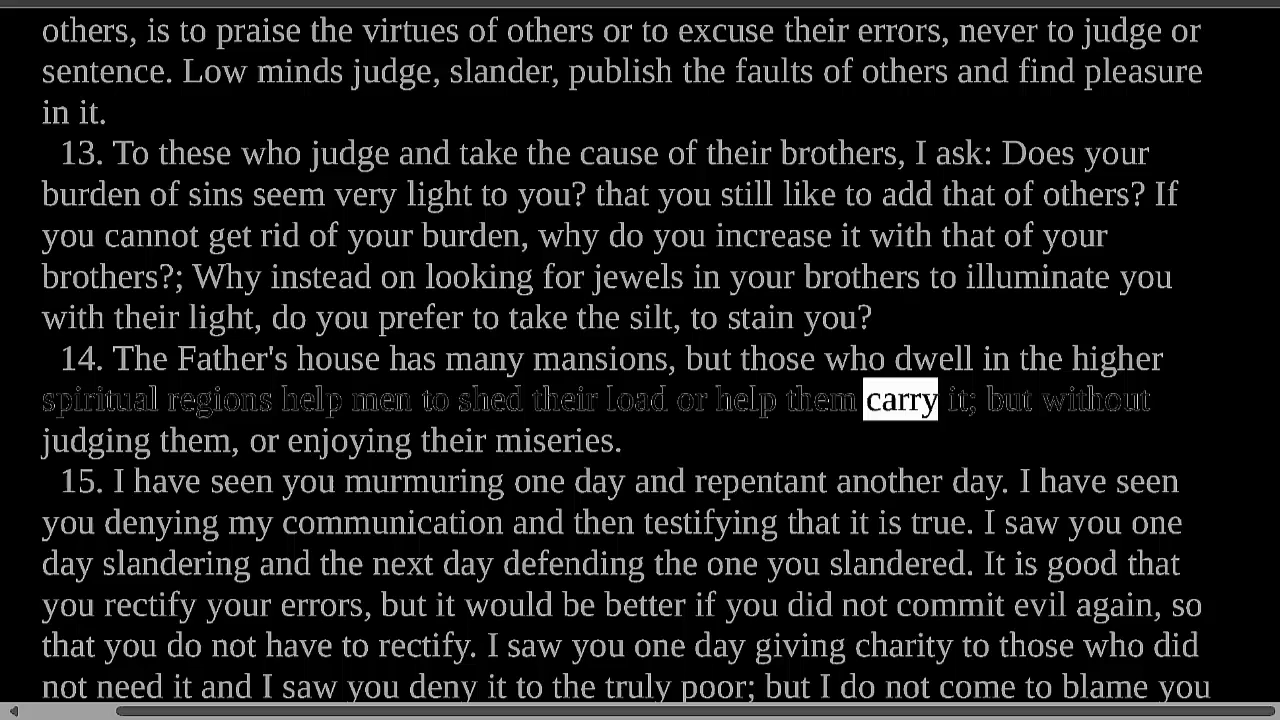 others, is to praise the virtues of others or to excuse their errors, never to judge or
sentence. Low minds judge, slander, publish the faults of others and find pleasure
in it.
13. To these who judge and take the cause of their brothers, I ask: Does your
burden of sins seem very light to you? that you still like to add that of others? If
you cannot get rid of your burden, why do you increase it with that of your
brothers?; Why instead on looking for jewels in your brothers to illuminate you
with their light, do you prefer to take the silt, to stain you?
14. The Father's house has many mansions, but those who dwell in the higher
spiritual regions help men to shed their load or help them carry it; but without
judging them, or enjoying their miseries.
15. I have seen you murmuring one day and repentant another day. I have seen
you denying my communication and then testifying that it is true. I saw you one
day slandering and the next day defending the one you slandered. It is good that
you rectify your errors, but it would be better if you did not commit evil again, so
that you do not have to rectify. I saw you one day giving charity to those who did
not need it and I saw you deny it to the truly poor; but I do not come to blame you